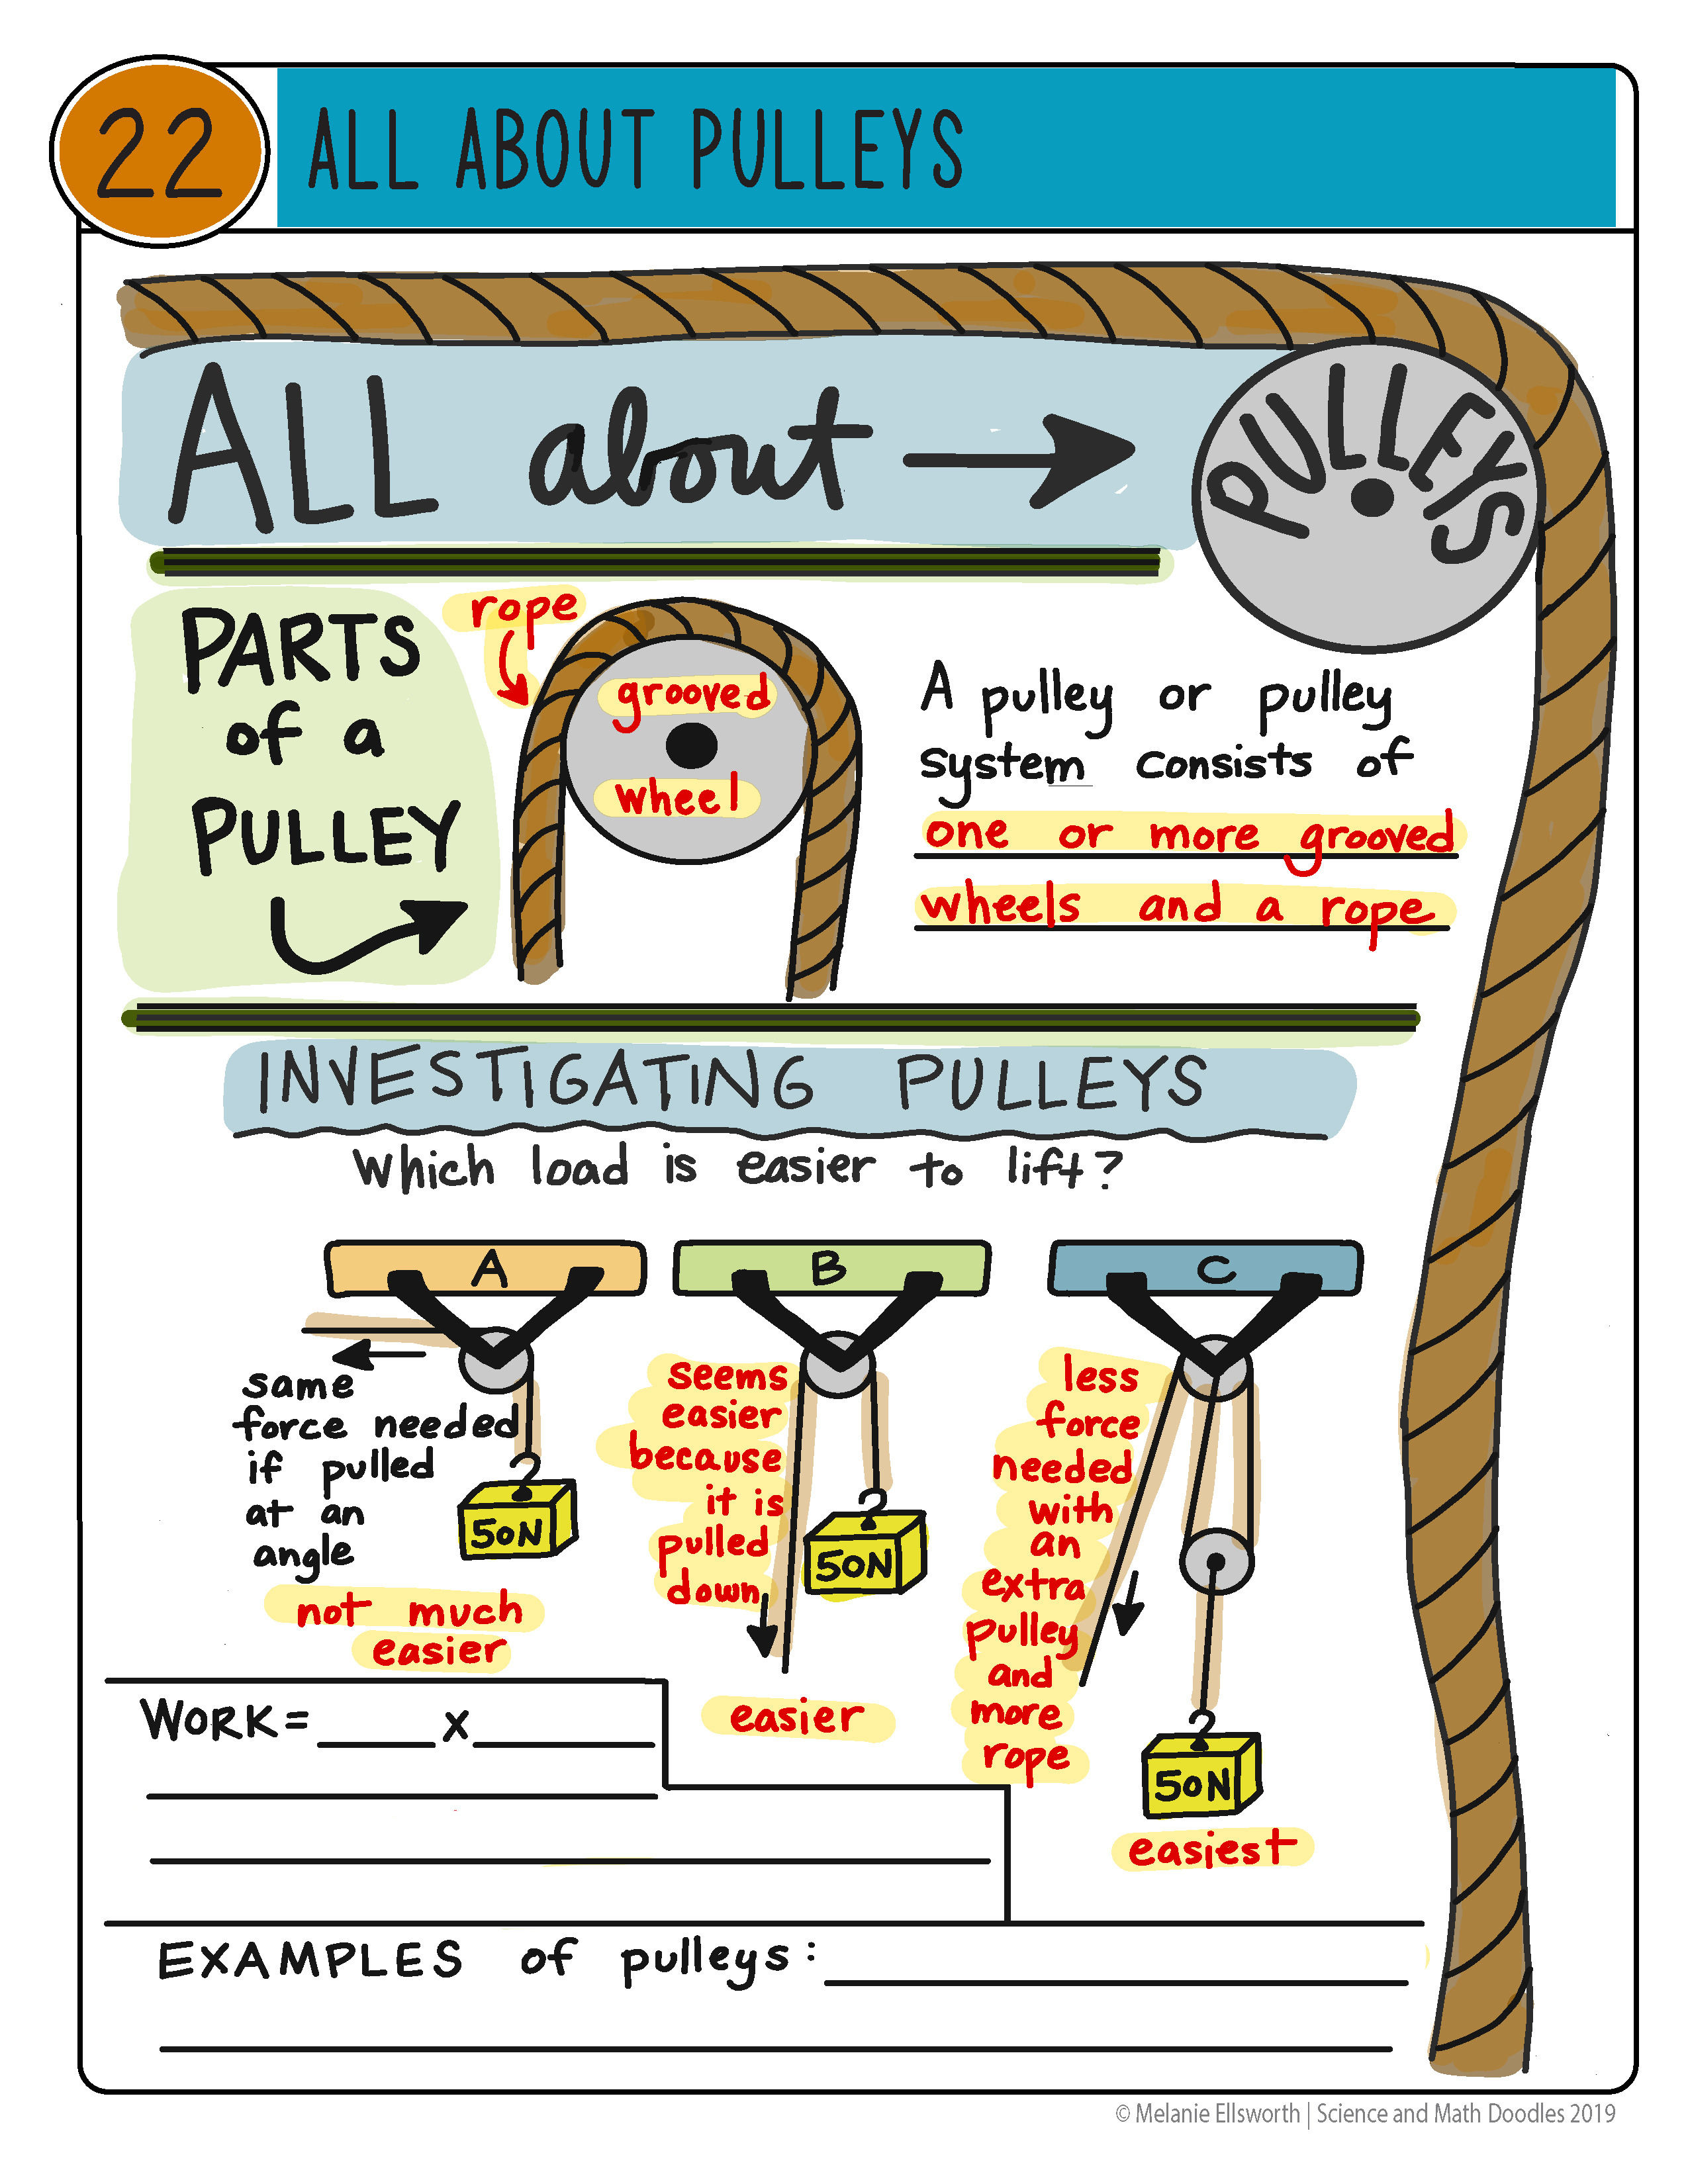 22
ALL ABOUT PULLEYS
ALL about
PULLEYS
PARTS
of a
PULLEY
rope
grooved
wheel
A pulley or pulley
system consists of
one or more grooved
wheels and a rope
INVESTIGATING PULLEYS
Which load is easier to lift?
A
same
force needed
if pulled
at an
angle
50N
not much
easier
B
seems
easier
because
it is
pulled
down
50N
easier
C
less
force
needed
with
an
extra
pulley
and
more
rope
50N
easiest
WORK = ____ x ____
EXAMPLES of pulleys:
© Melanie Ellsworth | Science and Math Doodles 2019